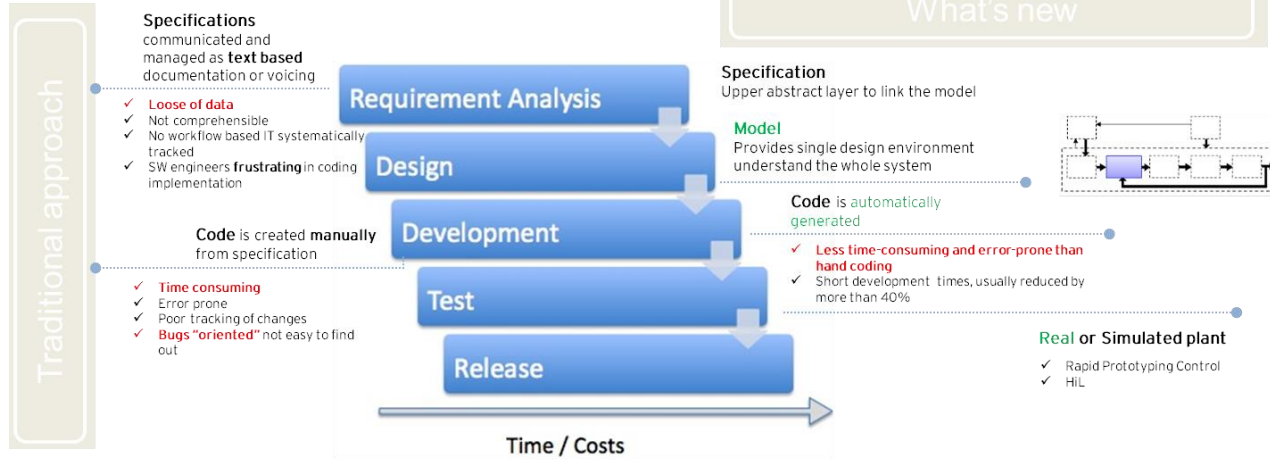 What's new
Traditional approach
Specifications
communicated and
managed as text based
documentation or voicing
✓ Loose of data
✓ Not comprehensible
✓ No workflow based IT systematically
tracked
✓ SW engineers frustrating in coding
implementation
Code is created manually
from specification
✓ Time consuming
✓ Error prone
✓ Poor tracking of changes
✓ Bugs "oriented" not easy to find
out
Requirement Analysis
Design
Development
Test
Release
Time / Costs
Specification
Upper abstract layer to link the model
Model
Provides single design environment
understand the whole system
Code is automatically
generated
✓ Less time-consuming and error-prone than
hand coding
✓ Short development times, usually reduced by
more than 40%
Real or Simulated plant
✓ Rapid Prototyping Control
✓ HiL